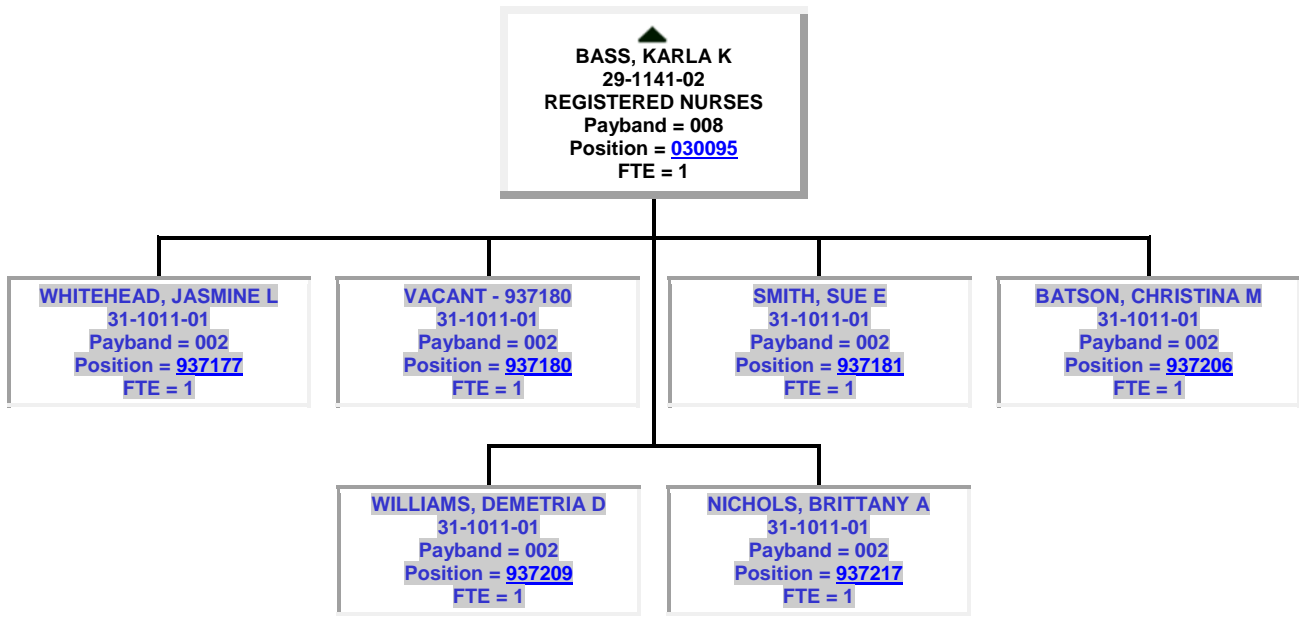 BASS, KARLA K
29-1141-02
REGISTERED NURSES
Payband = 008
Position = 030095
FTE = 1
WHITEHEAD, JASMINE L
31-1011-01
Payband = 002
Position = 937177
FTE = 1
VACANT - 937180
31-1011-01
Payband = 002
Position = 937180
FTE = 1
SMITH, SUE E
31-1011-01
Payband = 002
Position = 937181
FTE = 1
BATSON, CHRISTINA M
31-1011-01
Payband = 002
Position = 937206
FTE = 1
WILLIAMS, DEMETRIA D
31-1011-01
Payband = 002
Position = 937209
FTE = 1
NICHOLS, BRITTANY A
31-1011-01
Payband = 002
Position = 937217
FTE = 1